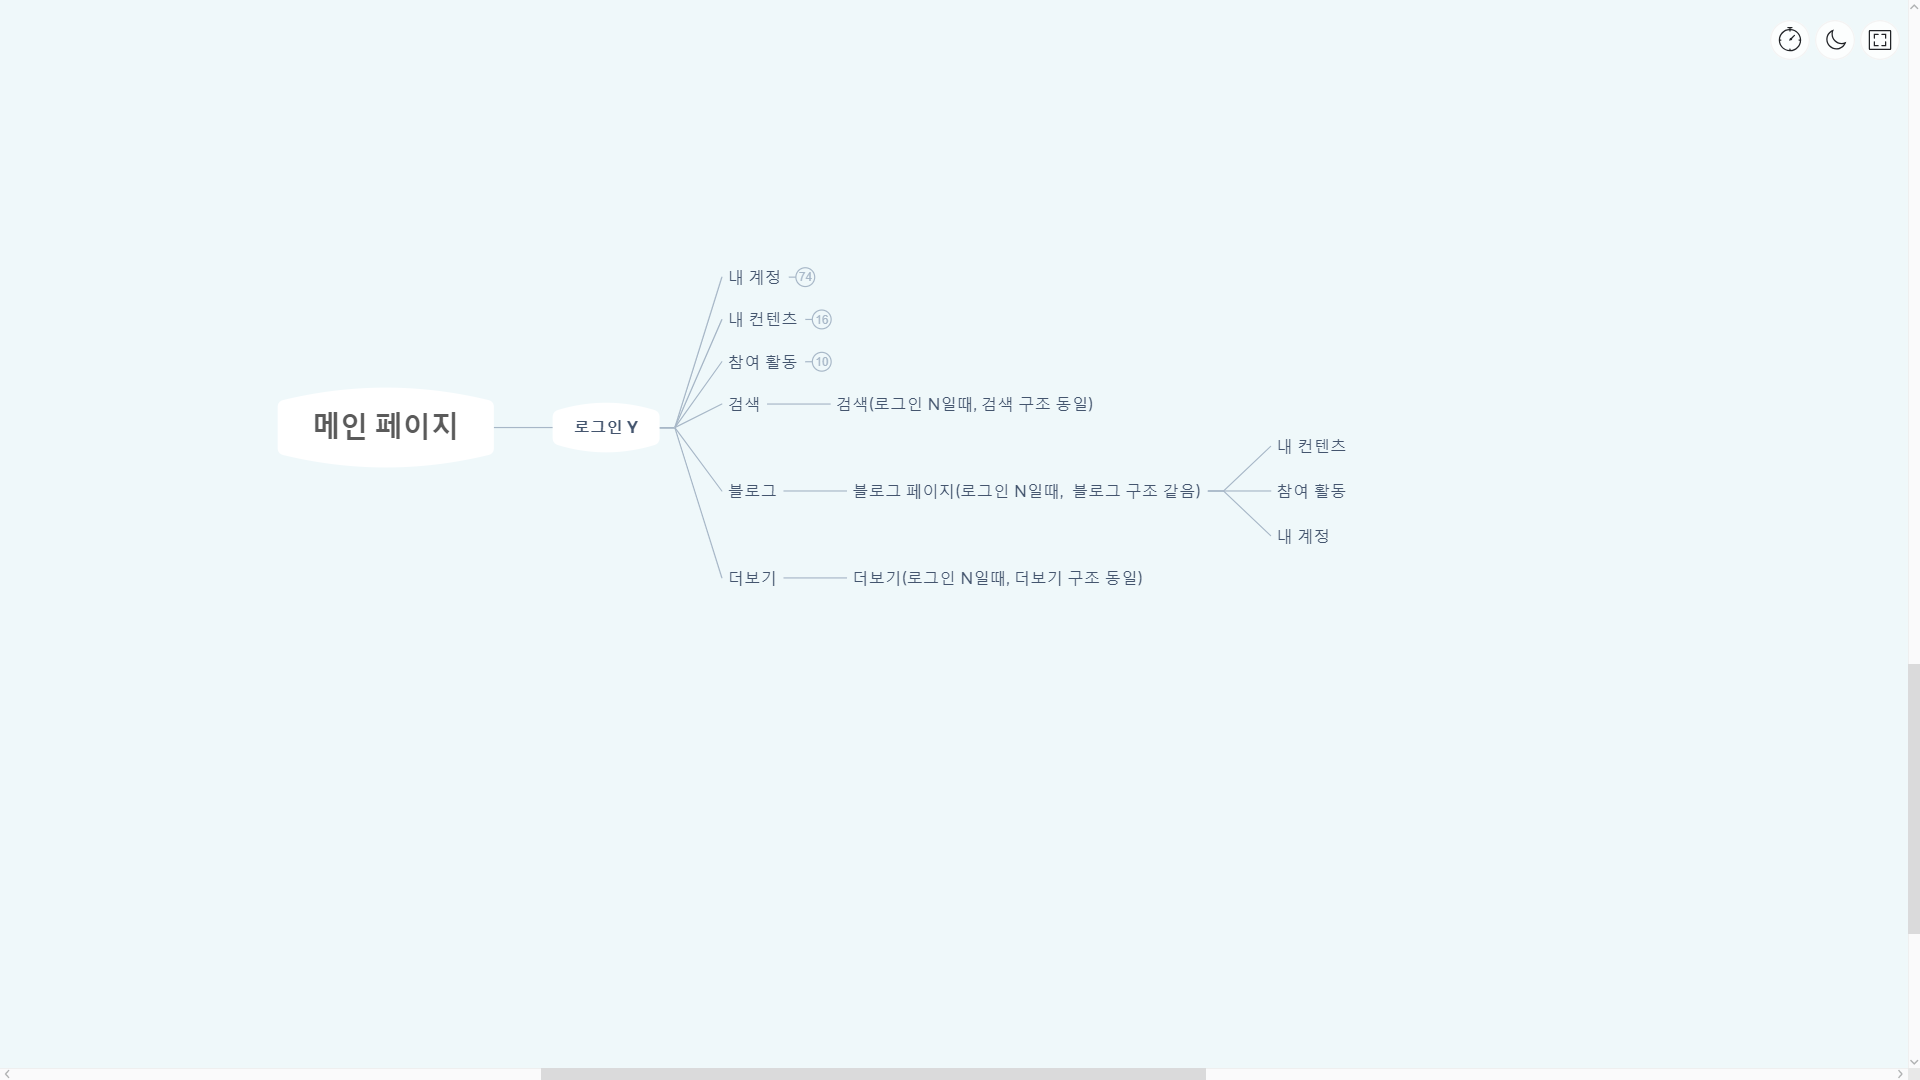 메인 페이지
로그인 Y
내 계정 74
내 컨텐츠 16
참여 활동 10
검색
검색(로그인 N일때, 검색 구조 동일)
블로그
블로그 페이지(로그인 N일때,  블로그 구조 같음)
내 컨텐츠
참여 활동
내 계정
더보기
더보기(로그인 N일때, 더보기 구조 동일)